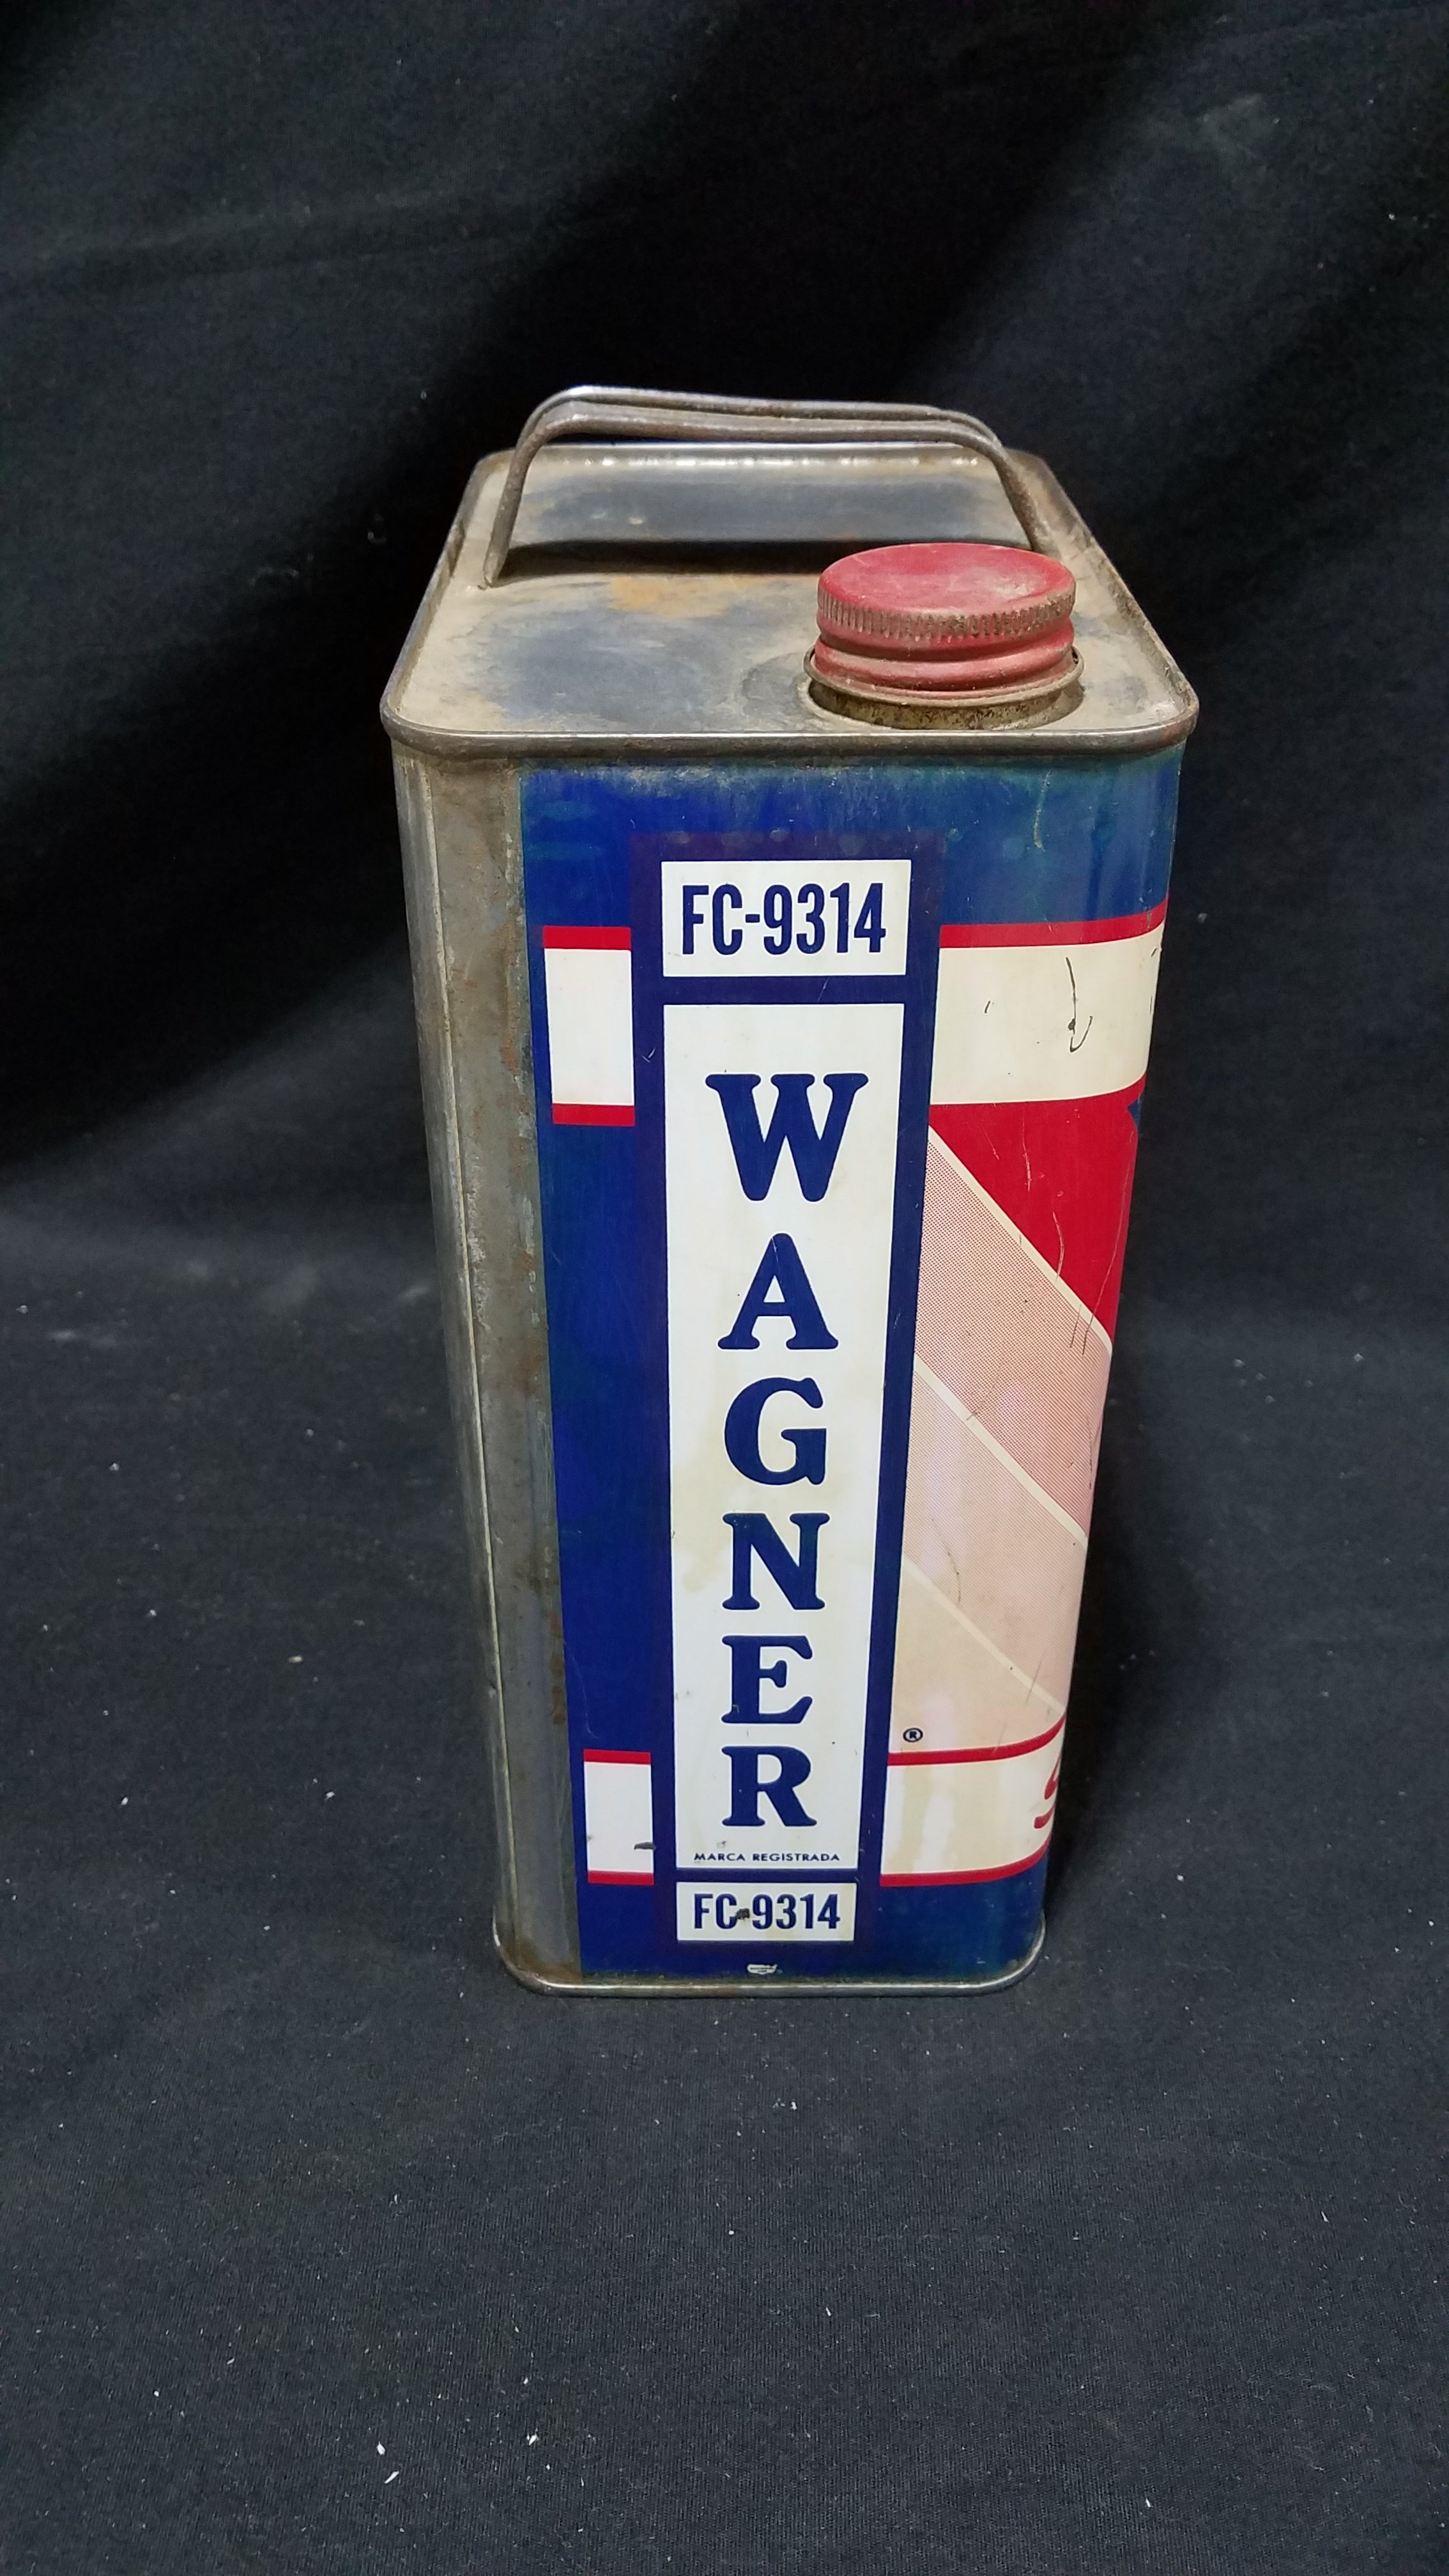 FC-9314
WAGNER
®
MARCA REGISTRADA
FC-9314